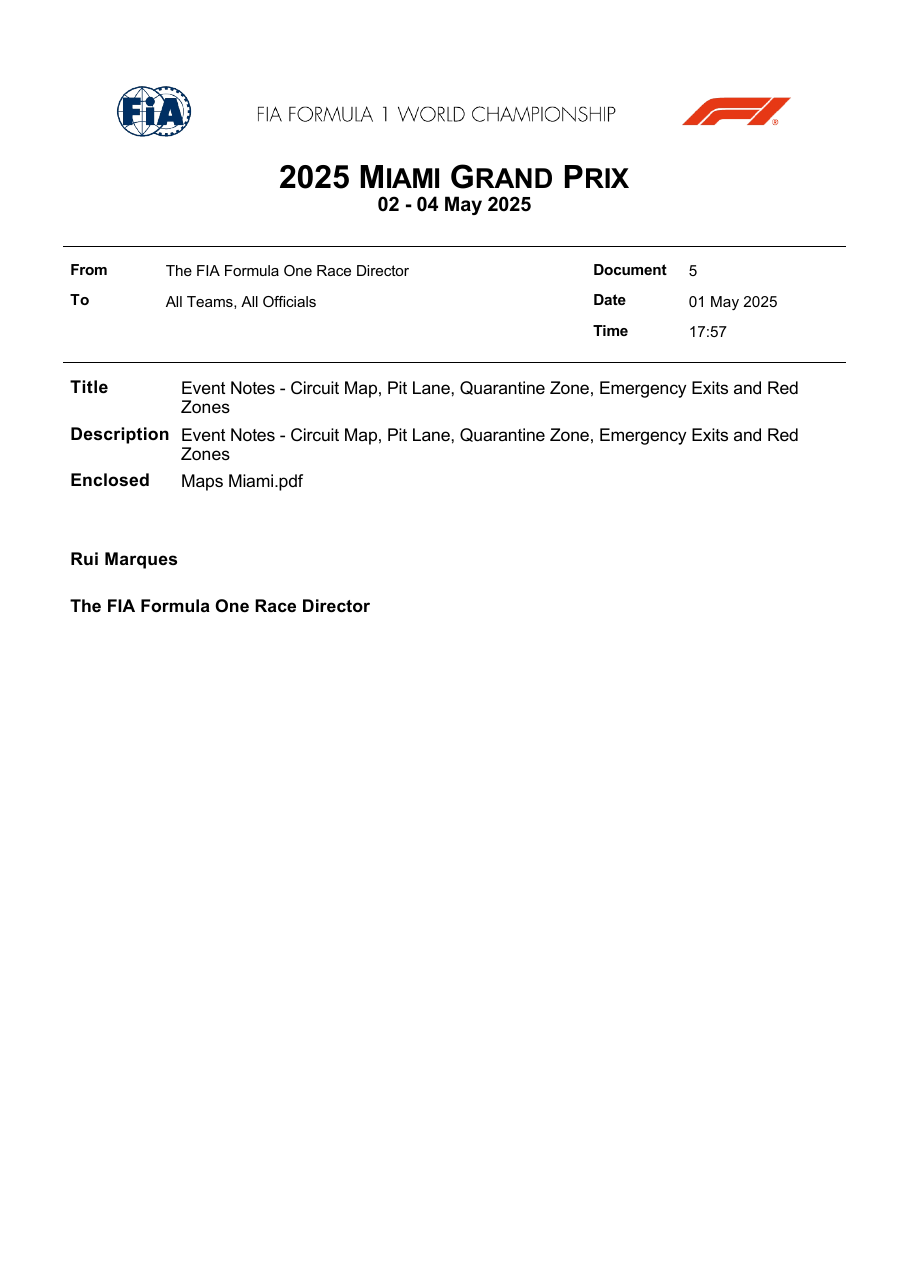 FiA
FIA FORMULA 1 WORLD CHAMPIONSHIP
F1®
2025 MIAMI GRAND PRIX
02 - 04 May 2025
From The FIA Formula One Race Director Document 5
To All Teams, All Officials Date 01 May 2025
Time 17:57
Title Event Notes - Circuit Map, Pit Lane, Quarantine Zone, Emergency Exits and Red
Zones
Description Event Notes - Circuit Map, Pit Lane, Quarantine Zone, Emergency Exits and Red
Zones
Enclosed Maps Miami.pdf
Rui Marques
The FIA Formula One Race Director